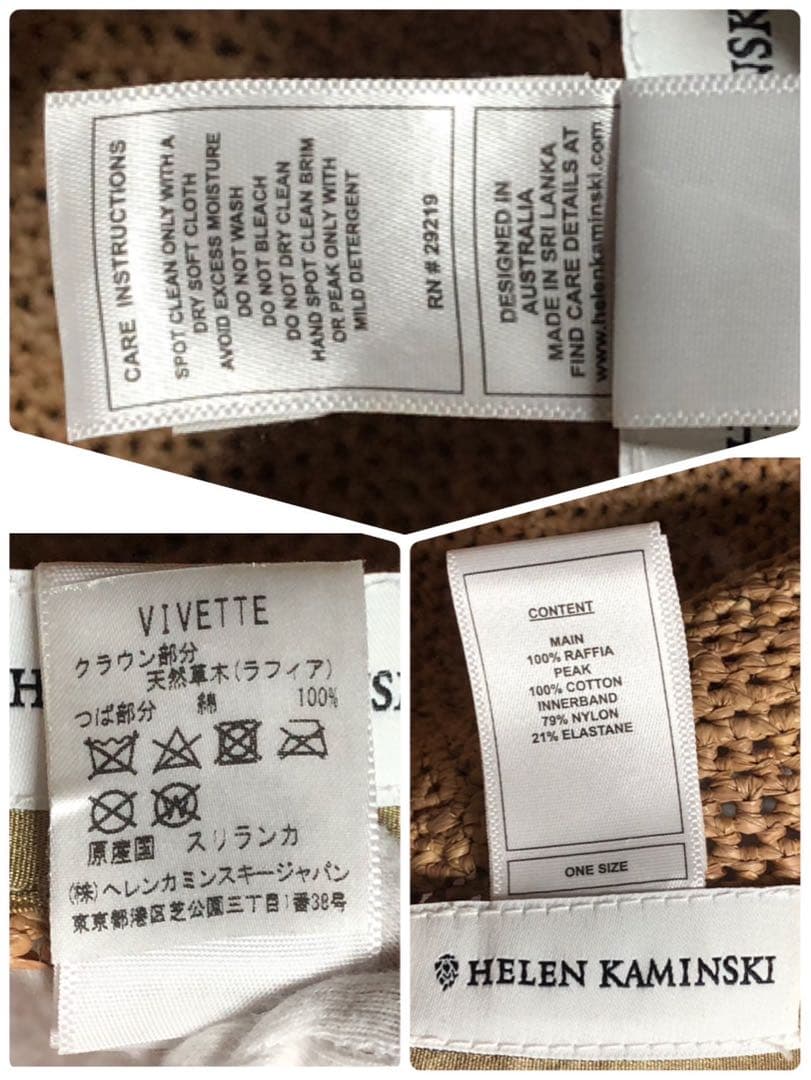 NSK
CARE INSTRUCTIONS
SPOT CLEAN ONLY WITH A
DRY SOFT CLOTH
AVOID EXCESS MOISTURE
DO NOT WASH
DO NOT BLEACH
DO NOT DRY CLEAN
HAND SPOT CLEAN BRIM
OR PEAK ONLY WITH
MILD DETERGENT
RN # 29219
DESIGNED IN
AUSTRALIA
MADE IN SRI LANKA
FIND CARE DETAILS AT
www.helenkaminski.com
VIVETTE
クラウン部分
天然草木(ラフィア)
つば部分 綿 100%
W
原産国 スリランカ
(株)ヘレンカミンスキージャパン
東京都港区芝公園三丁目1番38号
H
SK
CONTENT
MAIN
100% RAFFIA
PEAK
100% COTTON
INNERBAND
79% NYLON
21% ELASTANE
ONE SIZE
HELEN KAMINSKI